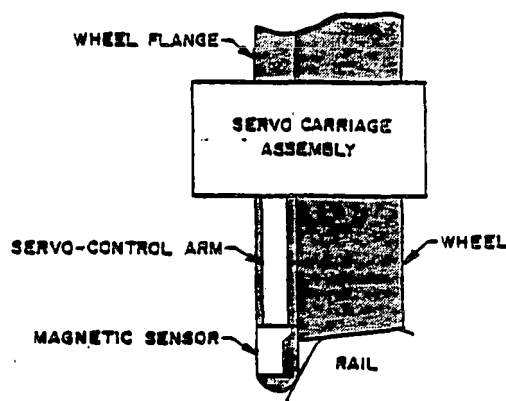 WHEEL FLANGE
SERVO CARRIAGE
ASSEMBLY
SERVO-CONTROL ARM
WHEEL
MAGNETIC SENSOR
RAIL